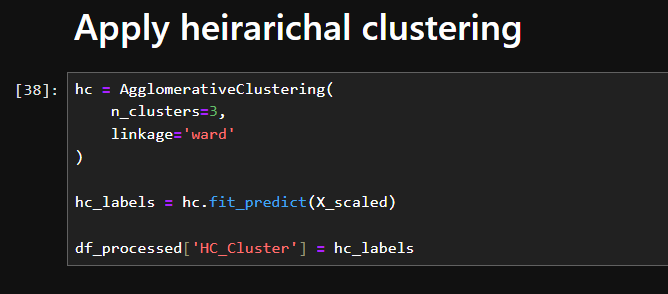 Apply heirarichal clustering
[38]: hc = AgglomerativeClustering(
    n_clusters=3,
    linkage='ward'
)
hc_labels = hc.fit_predict(X_scaled)
df_processed['HC_Cluster'] = hc_labels